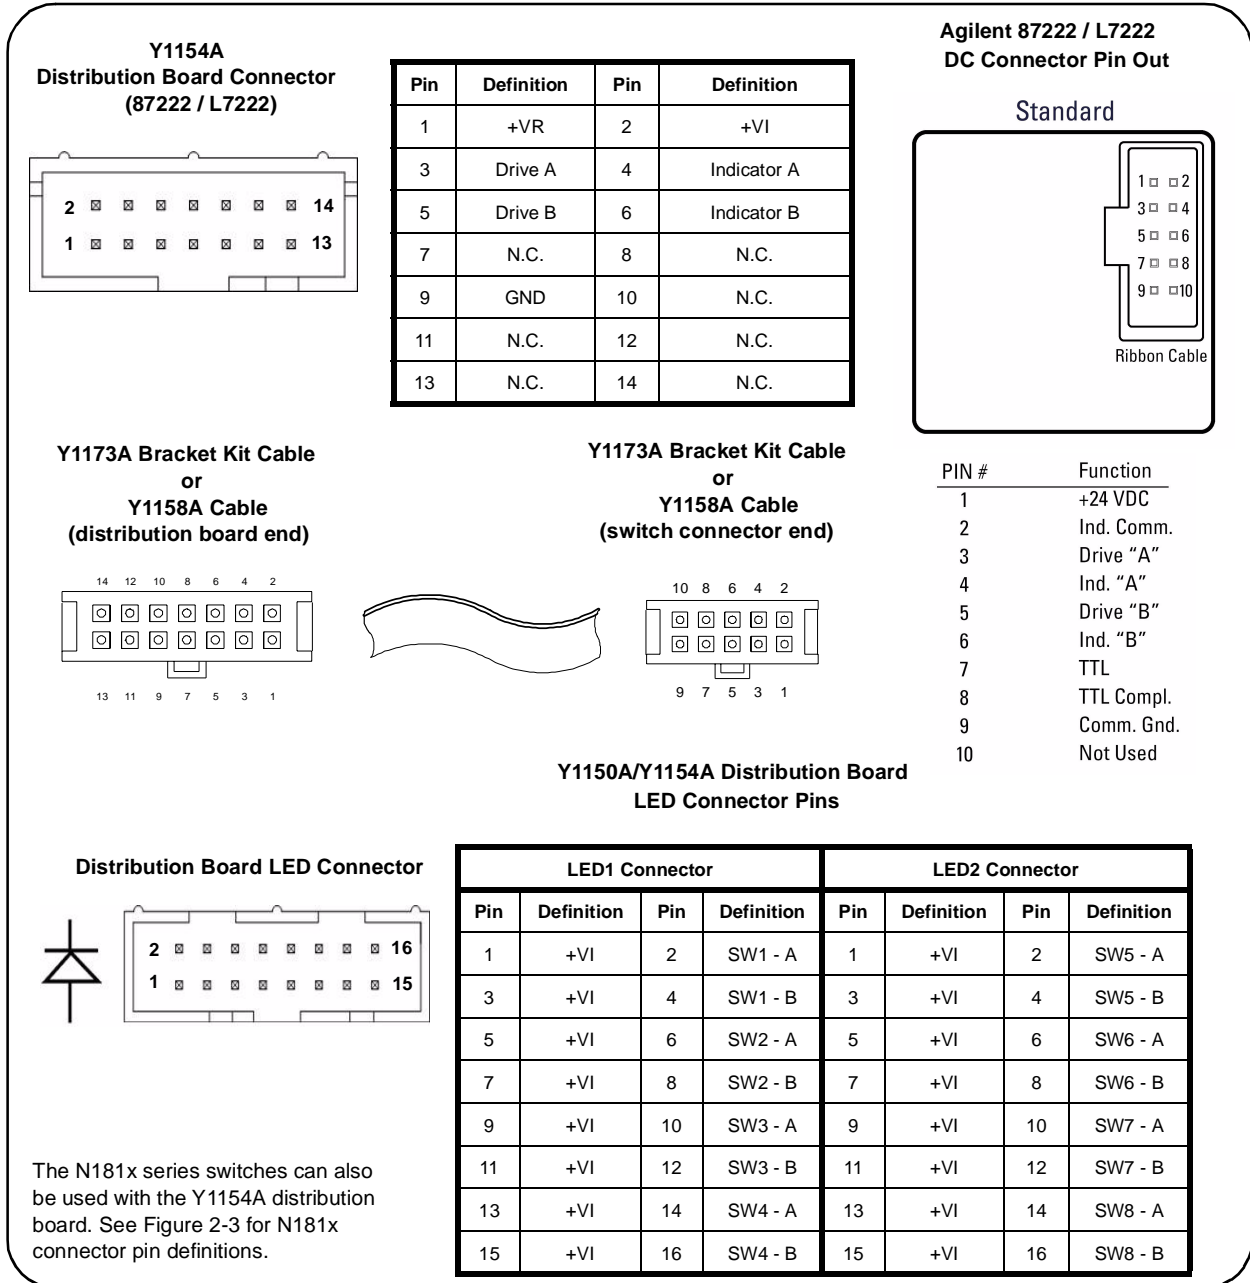 Y1154A
Distribution Board Connector
(87222 / L7222)
2 14
1 13
Pin Definition Pin Definition
1 +VR 2 +VI
3 Drive A 4 Indicator A
5 Drive B 6 Indicator B
7 N.C. 8 N.C.
9 GND 10 N.C.
11 N.C. 12 N.C.
13 N.C. 14 N.C.
Agilent 87222 / L7222
DC Connector Pin Out
Standard
1 2
3 4
5 6
7 8
9 10
Ribbon Cable
Y1173A Bracket Kit Cable
or
Y1158A Cable
(distribution board end)
14 12 10 8 6 4 2
13 11 9 7 5 3 1
Y1173A Bracket Kit Cable
or
Y1158A Cable
(switch connector end)
10 8 6 4 2
9 7 5 3 1
PIN # Function
1 +24 VDC
2 Ind. Comm.
3 Drive “A”
4 Ind. “A”
5 Drive “B”
6 Ind. “B”
7 TTL
8 TTL Compl.
9 Comm. Gnd.
10 Not Used
Y1150A/Y1154A Distribution Board
LED Connector Pins
Distribution Board LED Connector
2 16
1 15
LED1 Connector LED2 Connector
Pin Definition Pin Definition Pin Definition Pin Definition
1 +VI 2 SW1 - A 1 +VI 2 SW5 - A
3 +VI 4 SW1 - B 3 +VI 4 SW5 - B
5 +VI 6 SW2 - A 5 +VI 6 SW6 - A
7 +VI 8 SW2 - B 7 +VI 8 SW6 - B
9 +VI 10 SW3 - A 9 +VI 10 SW7 - A
11 +VI 12 SW3 - B 11 +VI 12 SW7 - B
13 +VI 14 SW4 - A 13 +VI 14 SW8 - A
15 +VI 16 SW4 - B 15 +VI 16 SW8 - B
The N181x series switches can also
be used with the Y1154A distribution
board. See Figure 2-3 for N181x
connector pin definitions.